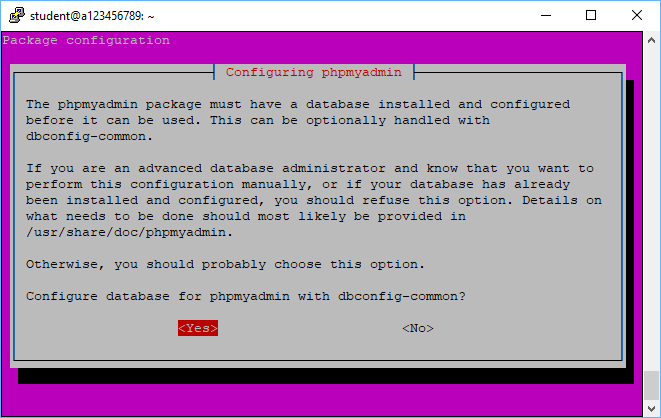 student@a123456789: ~
Package configuration
Configuring phpmyadmin
The phpmyadmin package must have a database installed and configured
before it can be used. This can be optionally handled with
dbconfig-common.
If you are an advanced database administrator and know that you want to
perform this configuration manually, or if your database has already
been installed and configured, you should refuse this option. Details on
what needs to be done should most likely be provided in
/usr/share/doc/phpmyadmin.
Otherwise, you should probably choose this option.
Configure database for phpmyadmin with dbconfig-common?
<Yes> <No>